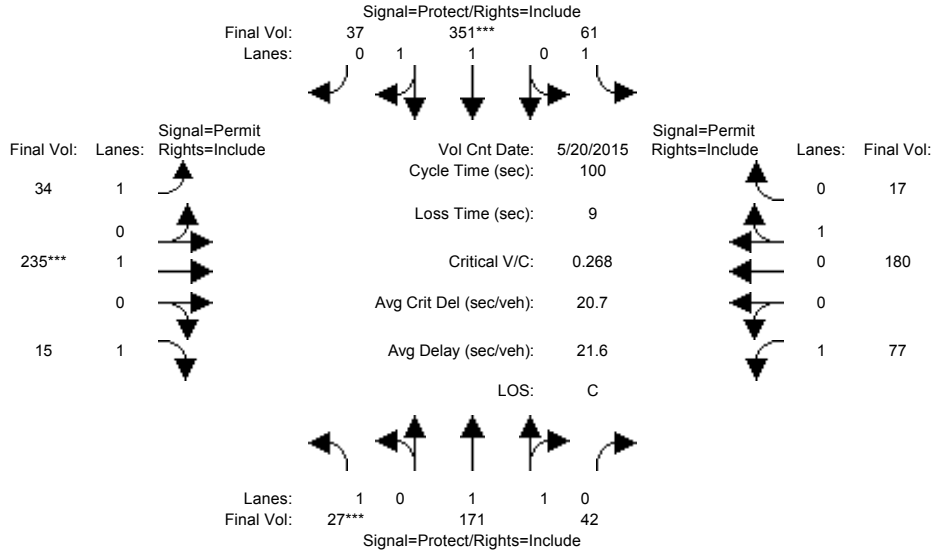 Signal=Protect/Rights=Include
Final Vol: 37 351*** 61
Lanes: 0 1 1 0 1
Signal=Permit
Final Vol: Lanes: Rights=Include
Vol Cnt Date: 5/20/2015
Signal=Permit
Rights=Include Lanes: Final Vol:
Cycle Time (sec): 100
34 1
0 17
Loss Time (sec): 9
0
1
235*** 1
Critical V/C: 0.268
0 180
0
Avg Crit Del (sec/veh): 20.7
0
15 1
Avg Delay (sec/veh): 21.6
1 77
LOS: C
Lanes: 1 0 1 1 0
Final Vol: 27*** 171 42
Signal=Protect/Rights=Include